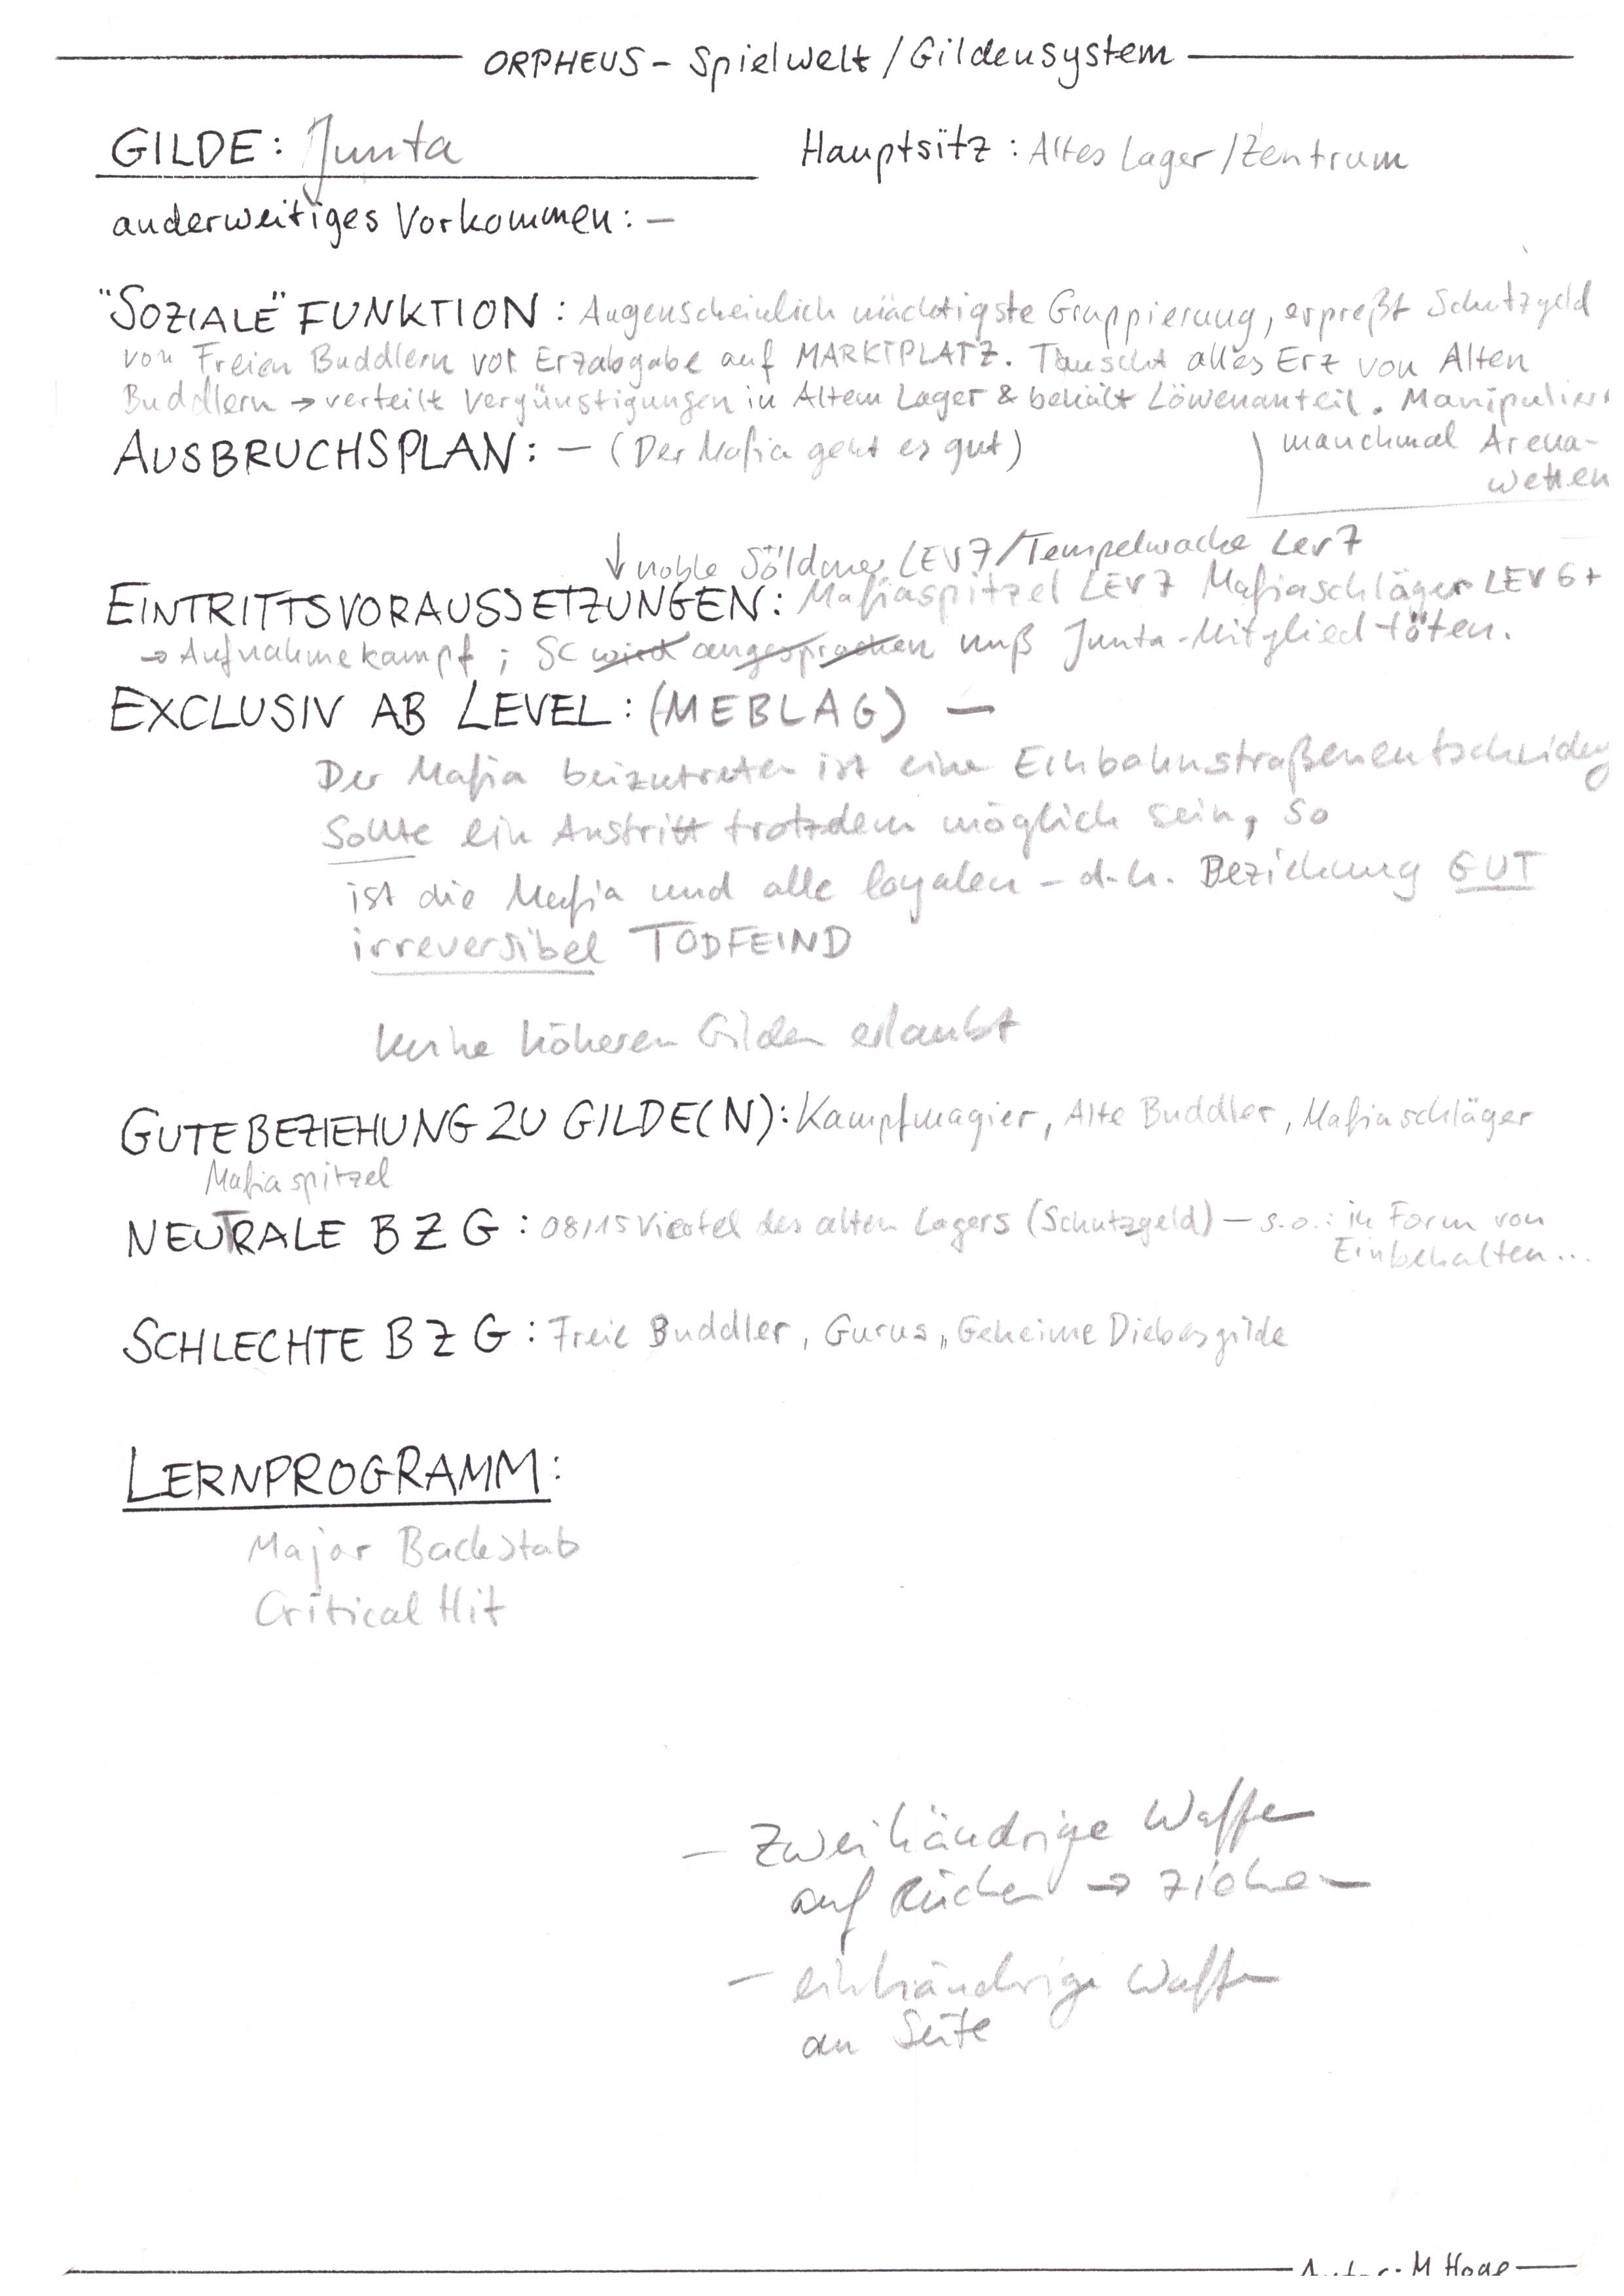 ORPHEUS - Spielwelt / Gildensystem
GILDE: Junta
Hauptsitz: Altes Lager / Zentrum
anderweitiges Vorkommen: —
"SOZIALE" FUNKTION: Augenscheinlich mächtigste Gruppierung, erpreßt Schutzgeld
von Freien Buddlern vor Erzabgabe auf MARKTPLATZ. Tauscht alles Erz von Alten
Buddlern → verteilt Vergünstigungen in Altem Lager & behält Löwenanteil. Manipuliert
manchmal Arena-
wetten
AUSBRUCHSPLAN: — (Der Mafia geht es gut)
↓ noble Söldner LEV 7 / Tempelwache Lev 7
EINTRITTSVORAUSSETZUNGEN: Mafiaspitzel LEV 7 Mafiaschläger LEV 6+
→ Aufnahmekampf; SC wird angesprochen muß Junta-Mitglied töten.
EXCLUSIV AB LEVEL: (MEBLAG) —
Der Mafia beizutreten ist eine Einbahnstraßenentscheidung
Sollte ein Austritt trotzdem möglich sein, so
ist die Mafia und alle loyalen - d.h. Beziehung GUT
irreversibel TODFEIND
keine höheren Gilden erlaubt
GUTE BEZIEHUNG ZU GILDE(N): Kampfmagier, Alte Buddler, Mafiaschläger
Mafiaspitzel
NEUTRALE BZG: 08/15 Viertel des alten Lagers (Schutzgeld) — s.o.: in Form von
Einbehalten...
SCHLECHTE BZG: Freie Buddler, Gurus, Geheime Diebesgilde
LERNPROGRAMM:
Major Backstab
Critical Hit
— Zweihändrige Waffen
auf Rücken → ziehen
— einhändrige Waffen
an Seite
Autor: M. Hoge